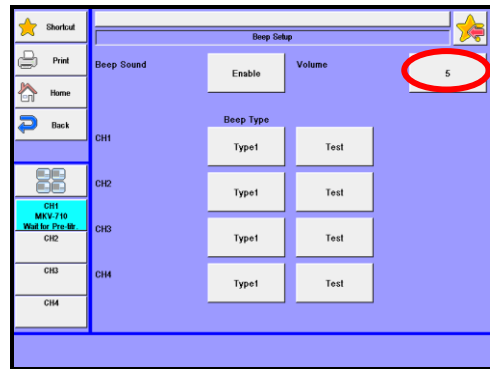 Shortcut
Beep Setup
Print
Home
Back
Beep Sound
Enable
Volume
5
Beep Type
CH1
Type1
Test
CH2
Type1
Test
CH3
Type1
Test
CH4
Type1
Test
CH1
MKV-710
Wait for Pre-titr.
CH2
CH3
CH4